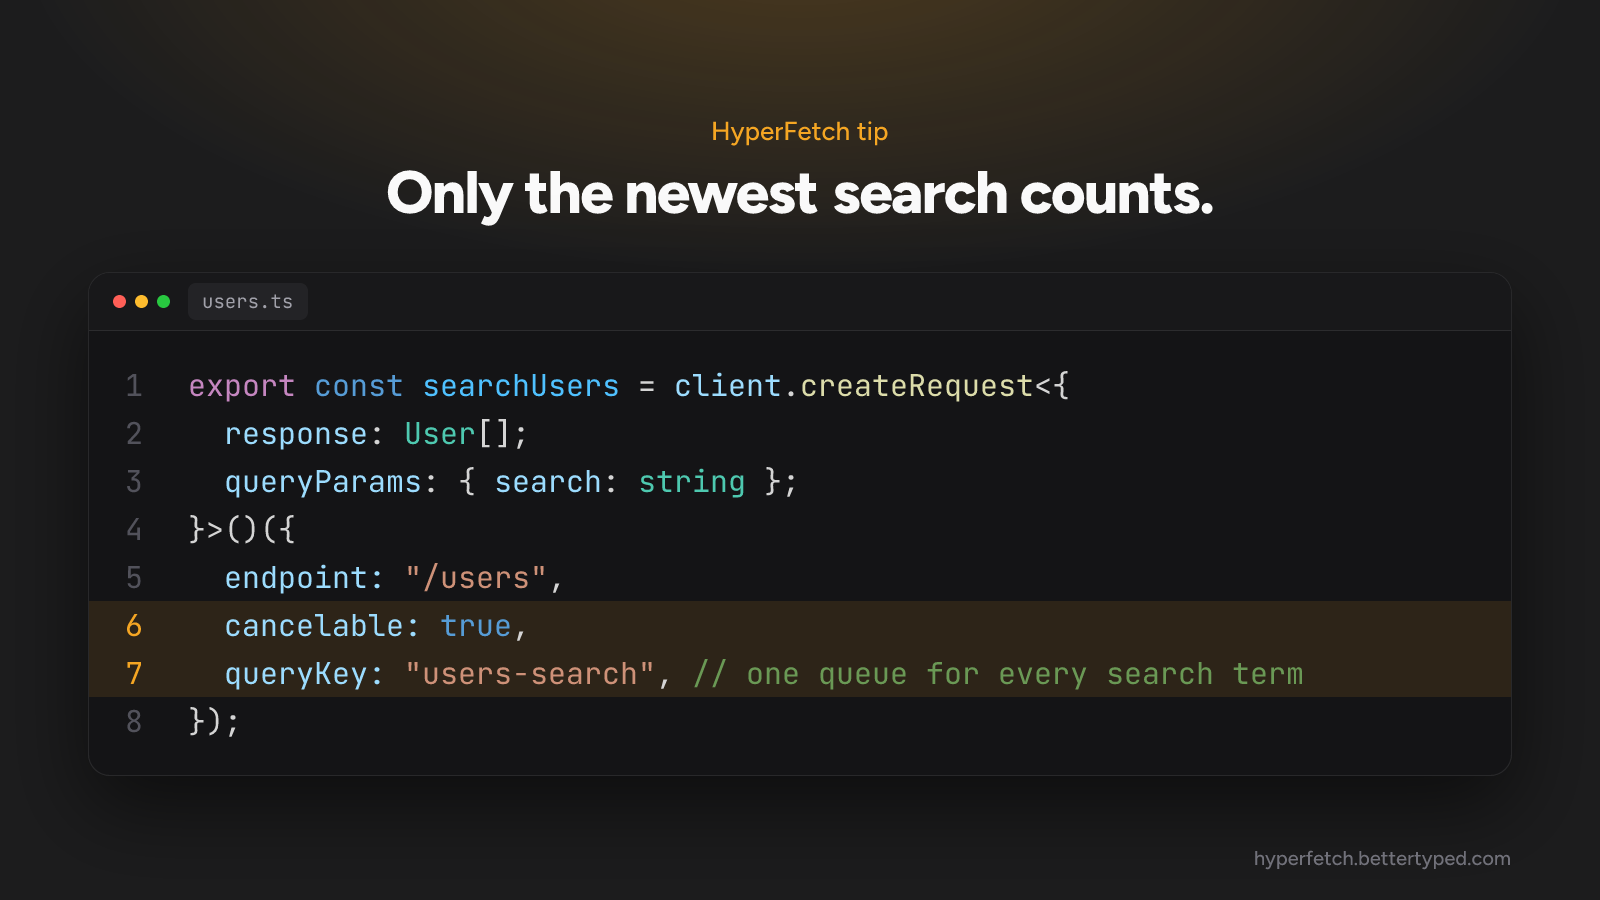 HyperFetch tip
Only the newest search counts.
users.ts
1 export const searchUsers = client.createRequest<{
2   response: User[];
3   queryParams: { search: string };
4 }>()({
5   endpoint: "/users",
6   cancelable: true,
7   queryKey: "users-search", // one queue for every search term
8 });
hyperfetch.bettertyped.com